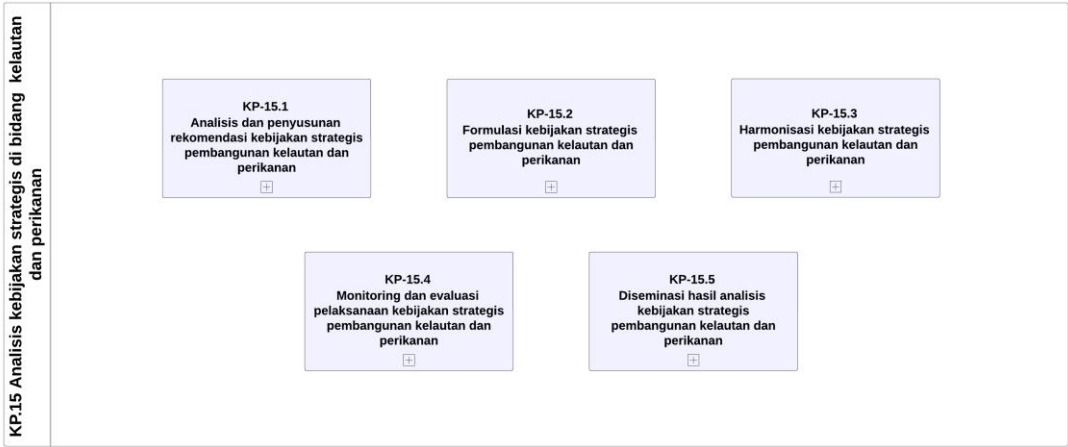 KP.15 Analisis kebijakan strategis di bidang kelautan
dan perikanan
KP-15.1
Analisis dan penyusunan
rekomendasi kebijakan strategis
pembangunan kelautan dan
perikanan
KP-15.2
Formulasi kebijakan strategis
pembangunan kelautan dan
perikanan
KP-15.3
Harmonisasi kebijakan strategis
pembangunan kelautan dan
perikanan
KP-15.4
Monitoring dan evaluasi
pelaksanaan kebijakan strategis
pembangunan kelautan dan
perikanan
KP-15.5
Diseminasi hasil analisis
kebijakan strategis
pembangunan kelautan dan
perikanan